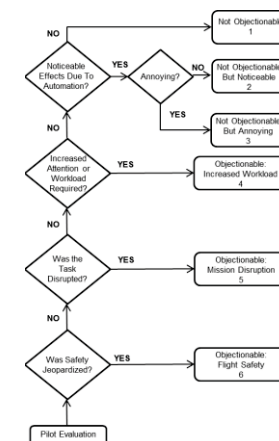 NO
Not Objectionable
1
Noticeable
Effects Due To
Automation?
YES
Annoying?
NO
Not Objectionable
But Noticeable
2
YES
Not Objectionable
But Annoying
3
NO
Increased
Attention or
Workload
Required?
YES
Objectionable:
Increased Workload
4
NO
Was the
Task
Disrupted?
YES
Objectionable:
Mission Disruption
5
NO
Was Safety
Jeopardized?
YES
Objectionable:
Flight Safety
6
Pilot Evaluation